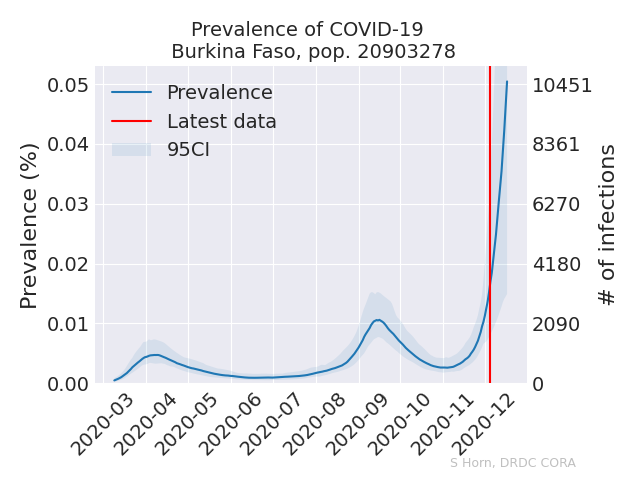 Prevalence of COVID-19
Burkina Faso, pop. 20903278
Prevalence
Latest data
95CI
Prevalence (%)
0.05
0.04
0.03
0.02
0.01
0.00
10451
8361
6270
4180
2090
0
# of infections
2020-03
2020-04
2020-05
2020-06
2020-07
2020-08
2020-09
2020-10
2020-11
2020-12
S Horn, DRDC CORA